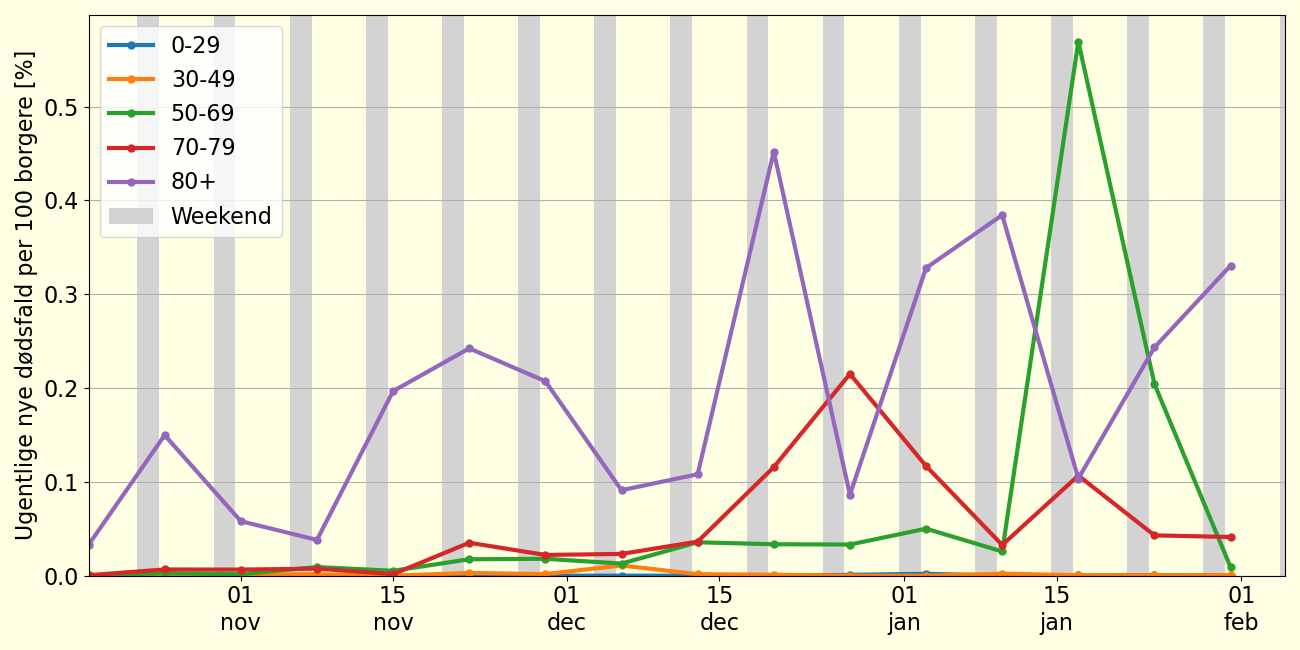 Ugentlige nye dødsfald per 100 borgere [%]
0-29
30-49
50-69
70-79
80+
Weekend
0.5
0.4
0.3
0.2
0.1
0.0
01 15 01 15 01 15 01
nov nov dec dec jan jan feb